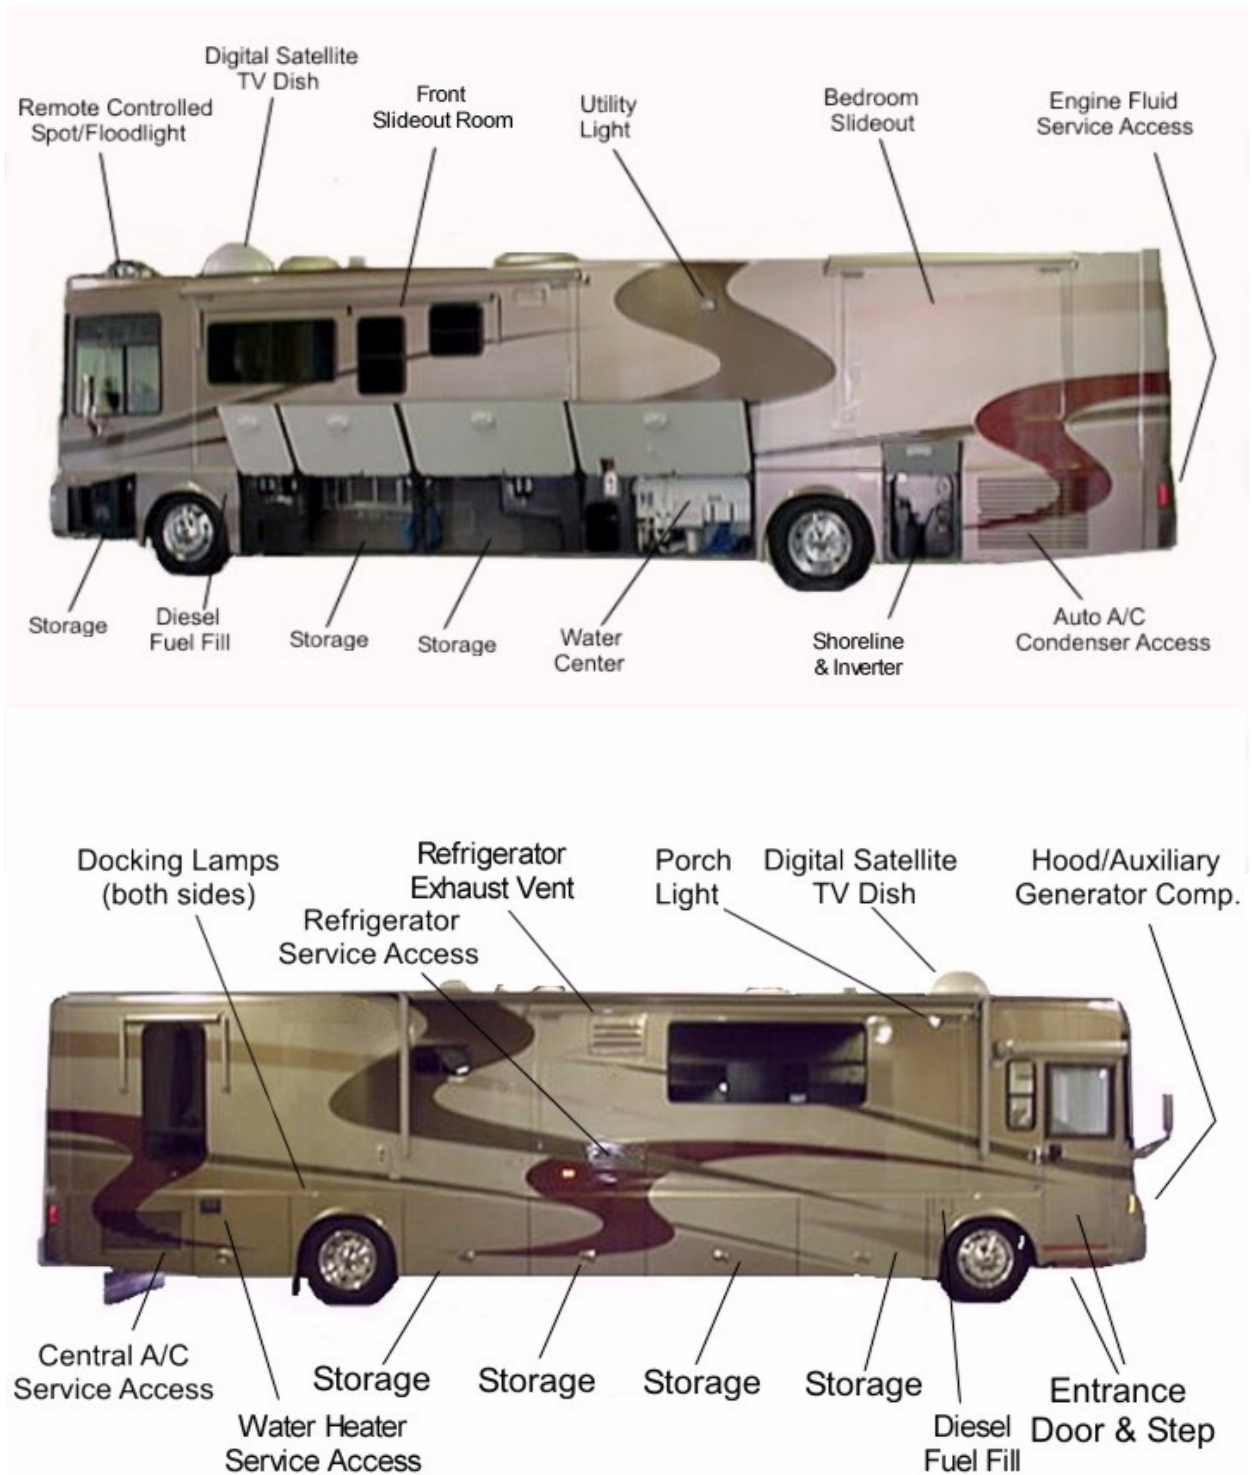 Digital Satellite
TV Dish
Remote Controlled
Spot/Floodlight
Front
Slideout Room
Utility
Light
Bedroom
Slideout
Engine Fluid
Service Access
Storage
Diesel
Fuel Fill
Storage
Storage
Water
Center
Shoreline
& Inverter
Auto A/C
Condenser Access
Docking Lamps
(both sides)
Refrigerator
Exhaust Vent
Refrigerator
Service Access
Porch
Light
Digital Satellite
TV Dish
Hood/Auxiliary
Generator Comp.
Central A/C
Service Access
Water Heater
Service Access
Storage
Storage
Storage
Storage
Diesel
Fuel Fill
Entrance
Door & Step